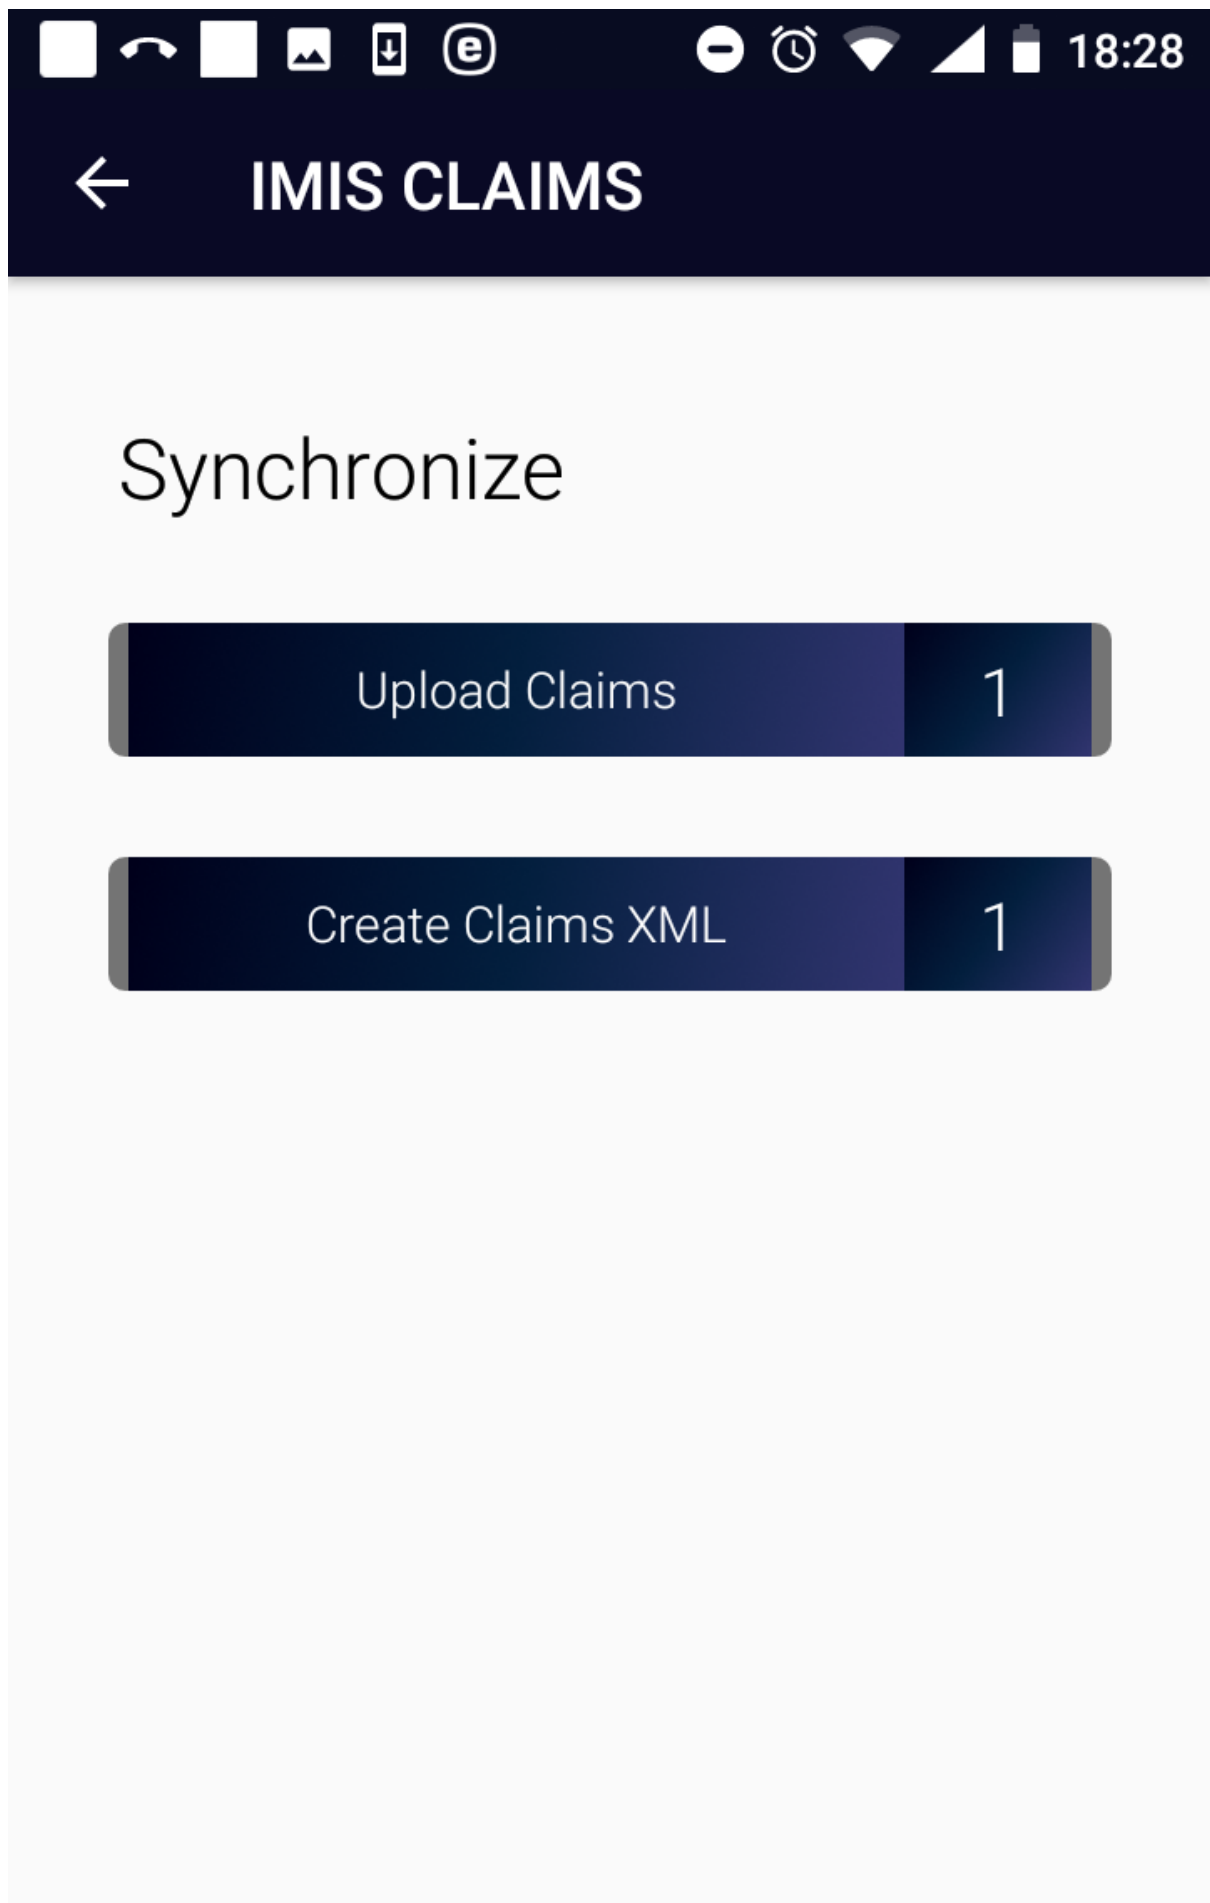 18:28
IMIS CLAIMS
Synchronize
Upload Claims 1
Create Claims XML 1